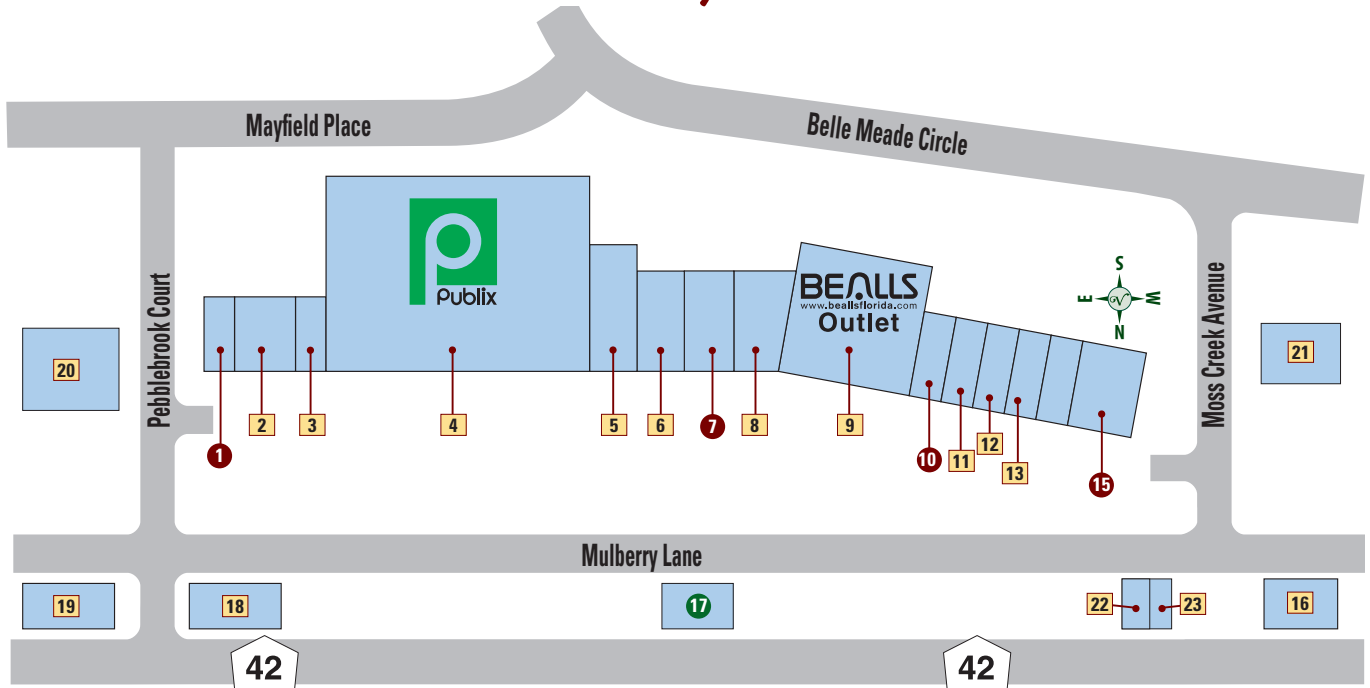 Mayfield Place
Belle Meade Circle
Publix
BEALLS
www.beallsflorida.com
Outlet
S
E
W
N
Pebblebrook Court
Moss Creek Avenue
20
21
1
2
3
4
5
6
7
8
9
10
11
12
13
15
Mulberry Lane
19
18
17
22
23
16
42
42